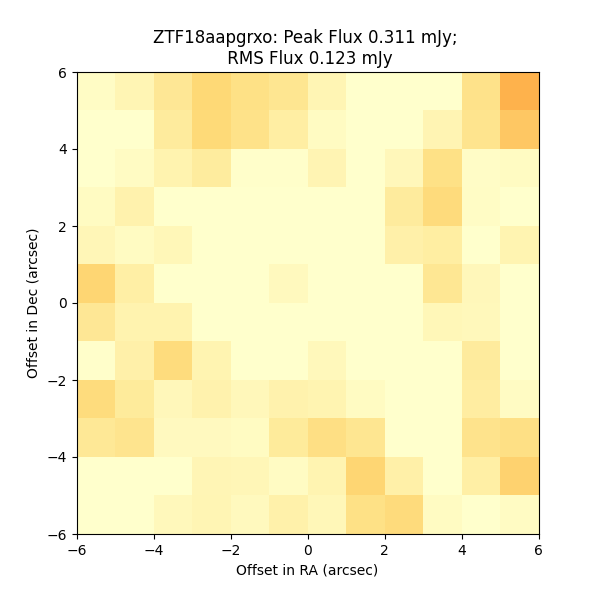 ZTF18aapgrxo: Peak Flux 0.311 mJy;
RMS Flux 0.123 mJy
6
4
2
0
−2
−4
−6
Offset in Dec (arcsec)
−6 −4 −2 0 2 4 6
Offset in RA (arcsec)